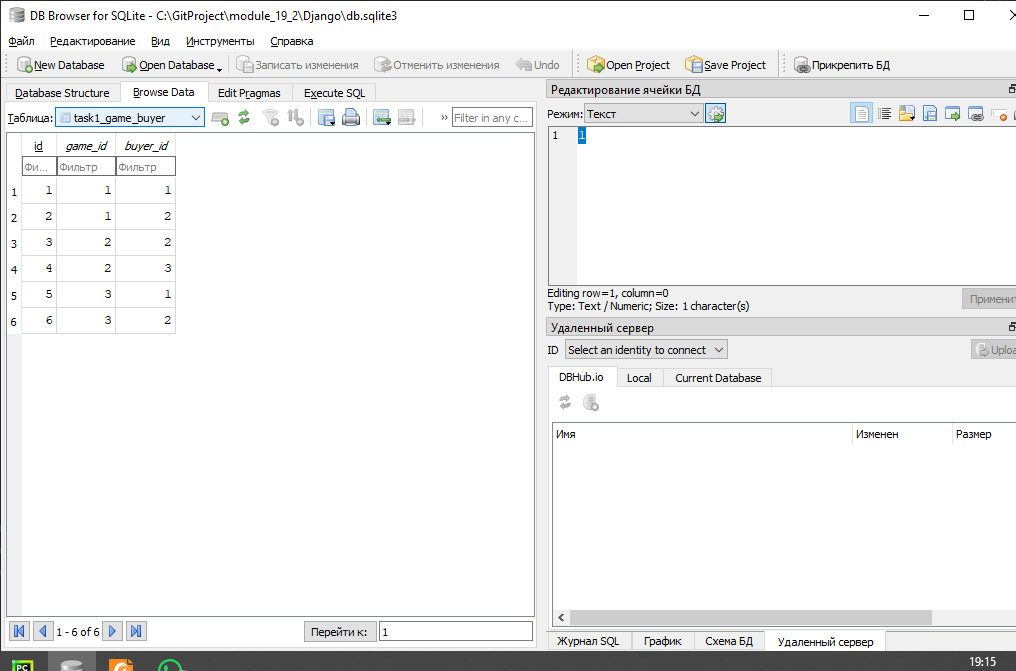 DB Browser for SQLite - C:\GitProject\module_19_2\Django\db.sqlite3
Файл Редактирование Вид Инструменты Справка
New Database Open Database Записать изменения Отменить изменения Undo Open Project Save Project Прикрепить БД
Database Structure Browse Data Edit Pragmas Execute SQL
Таблица: task1_game_buyer » Filter in any c...
id game_id buyer_id
Фи... Фильтр Фильтр
1 1 1 1
2 2 1 2
3 3 2 2
4 4 2 3
5 5 3 1
6 6 3 2
1 - 6 of 6 Перейти к: 1
Редактирование ячейки БД
Режим: Текст
1 1
Editing row=1, column=0
Type: Text / Numeric; Size: 1 character(s)
Применит
Удаленный сервер
ID Select an identity to connect Uploa
DBHub.io Local Current Database
Имя Изменен Размер
Журнал SQL График Схема БД Удаленный сервер
PC
19:15